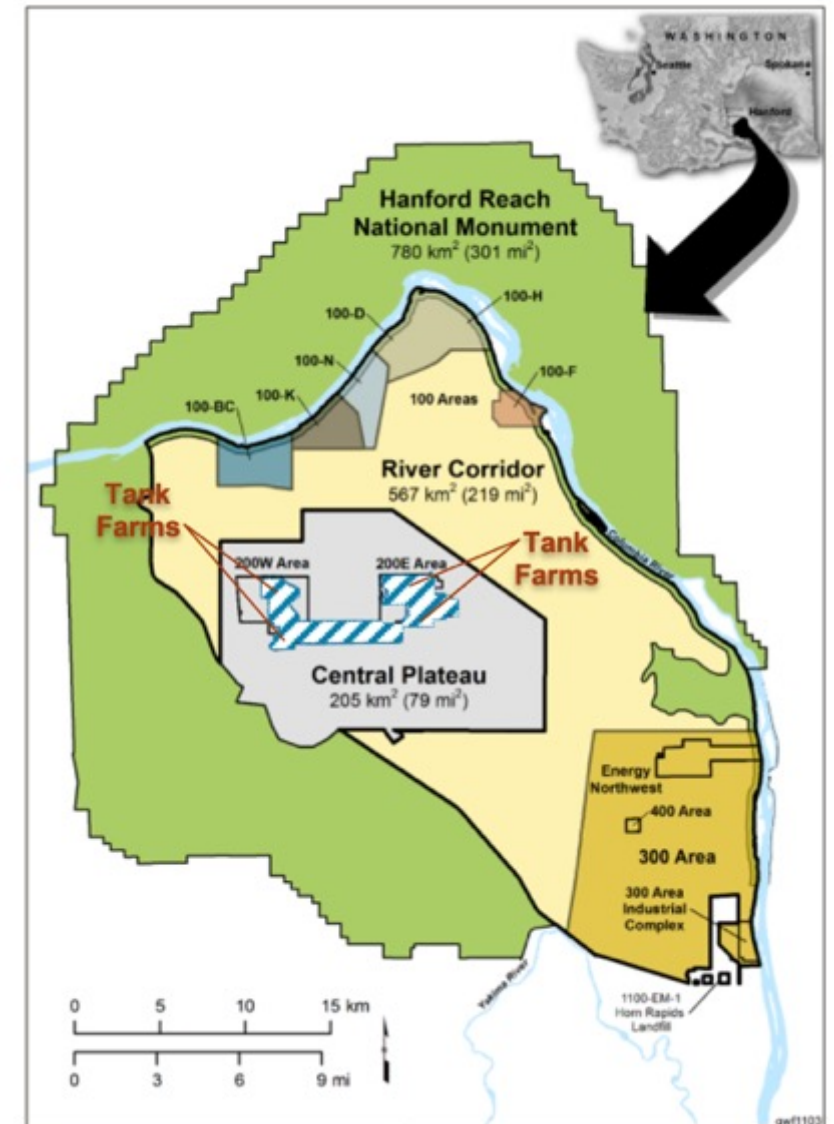 WASHINGTON
Seattle
Spokane
Hanford
Hanford Reach
National Monument
780 km² (301 mi²)
100-H
100-D
100-N
100-F
100-K
100 Areas
100-BC
River Corridor
567 km² (219 mi²)
Tank
Farms
Columbia River
200W Area
200E Area
Tank
Farms
Central Plateau
205 km² (79 mi²)
Energy
Northwest
400 Area
300 Area
300 Area
Industrial
Complex
Yakima River
1100-EM-1
Horn Rapids
Landfill
0 5 10 15 km
0 3 6 9 mi
gwf1103